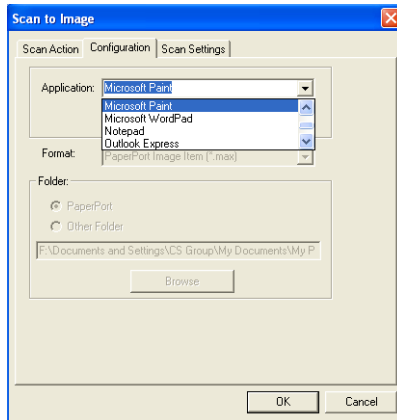 Scan to Image
Scan Action Configuration Scan Settings
Application: Microsoft Paint
Microsoft Paint
Microsoft WordPad
Notepad
Outlook Express
Format: PaperPort Image Item (*.max)
Folder:
PaperPort
Other Folder
F:\Documents and Settings\CS Group\My Documents\My P
Browse
OK Cancel